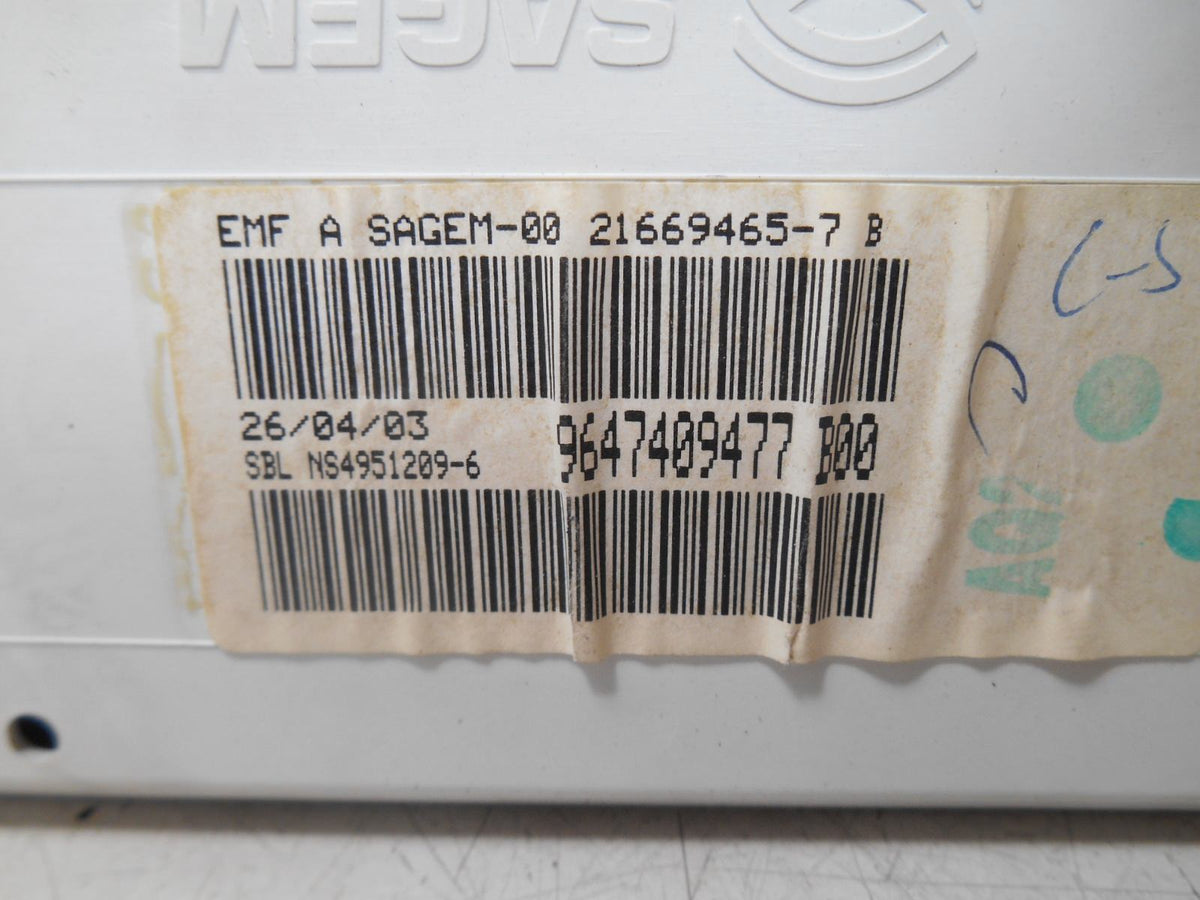 SAGEM
EMF A SAGEM-00 21669465-7 B
26/04/03
SBL NS4951209-6
9647409477 B00